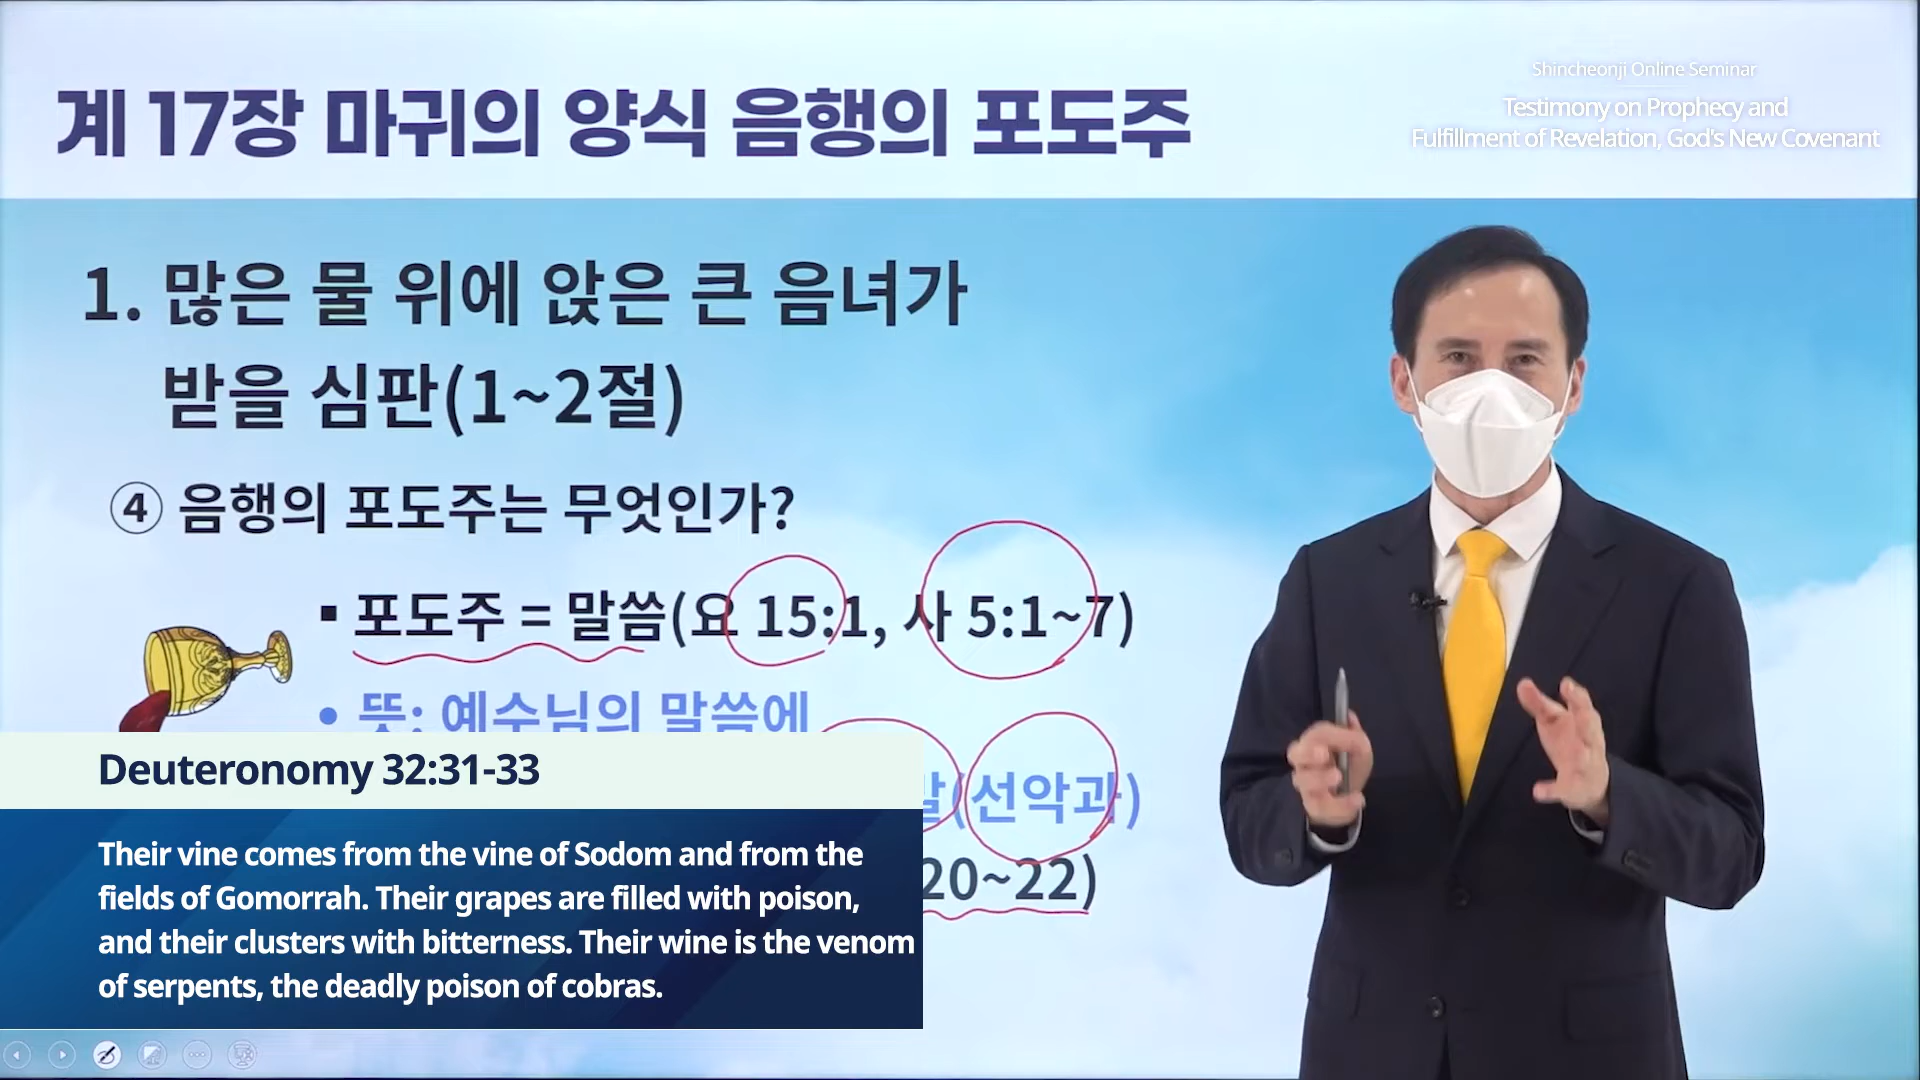 계 17장 마귀의 양식 음행의 포도주
Shincheonji Online Seminar
Testimony on Prophecy and
Fulfillment of Revelation, God's New Covenant
1. 많은 물 위에 앉은 큰 음녀가
받을 심판(1~2절)
④ 음행의 포도주는 무엇인가?
▪ 포도주 = 말씀(요 15:1, 사 5:1~7)
• 뜻: 예수님의 말씀에
(선악과)
20~22)
Deuteronomy 32:31-33
Their vine comes from the vine of Sodom and from the
fields of Gomorrah. Their grapes are filled with poison,
and their clusters with bitterness. Their wine is the venom
of serpents, the deadly poison of cobras.